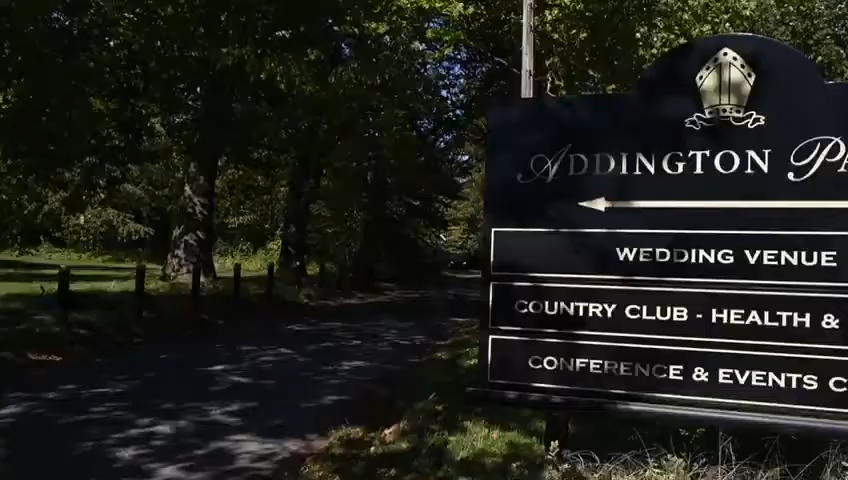 ADDINGTON
WEDDING VENUE
COUNTRY CLUB - HEALTH &
CONFERENCE & EVENTS